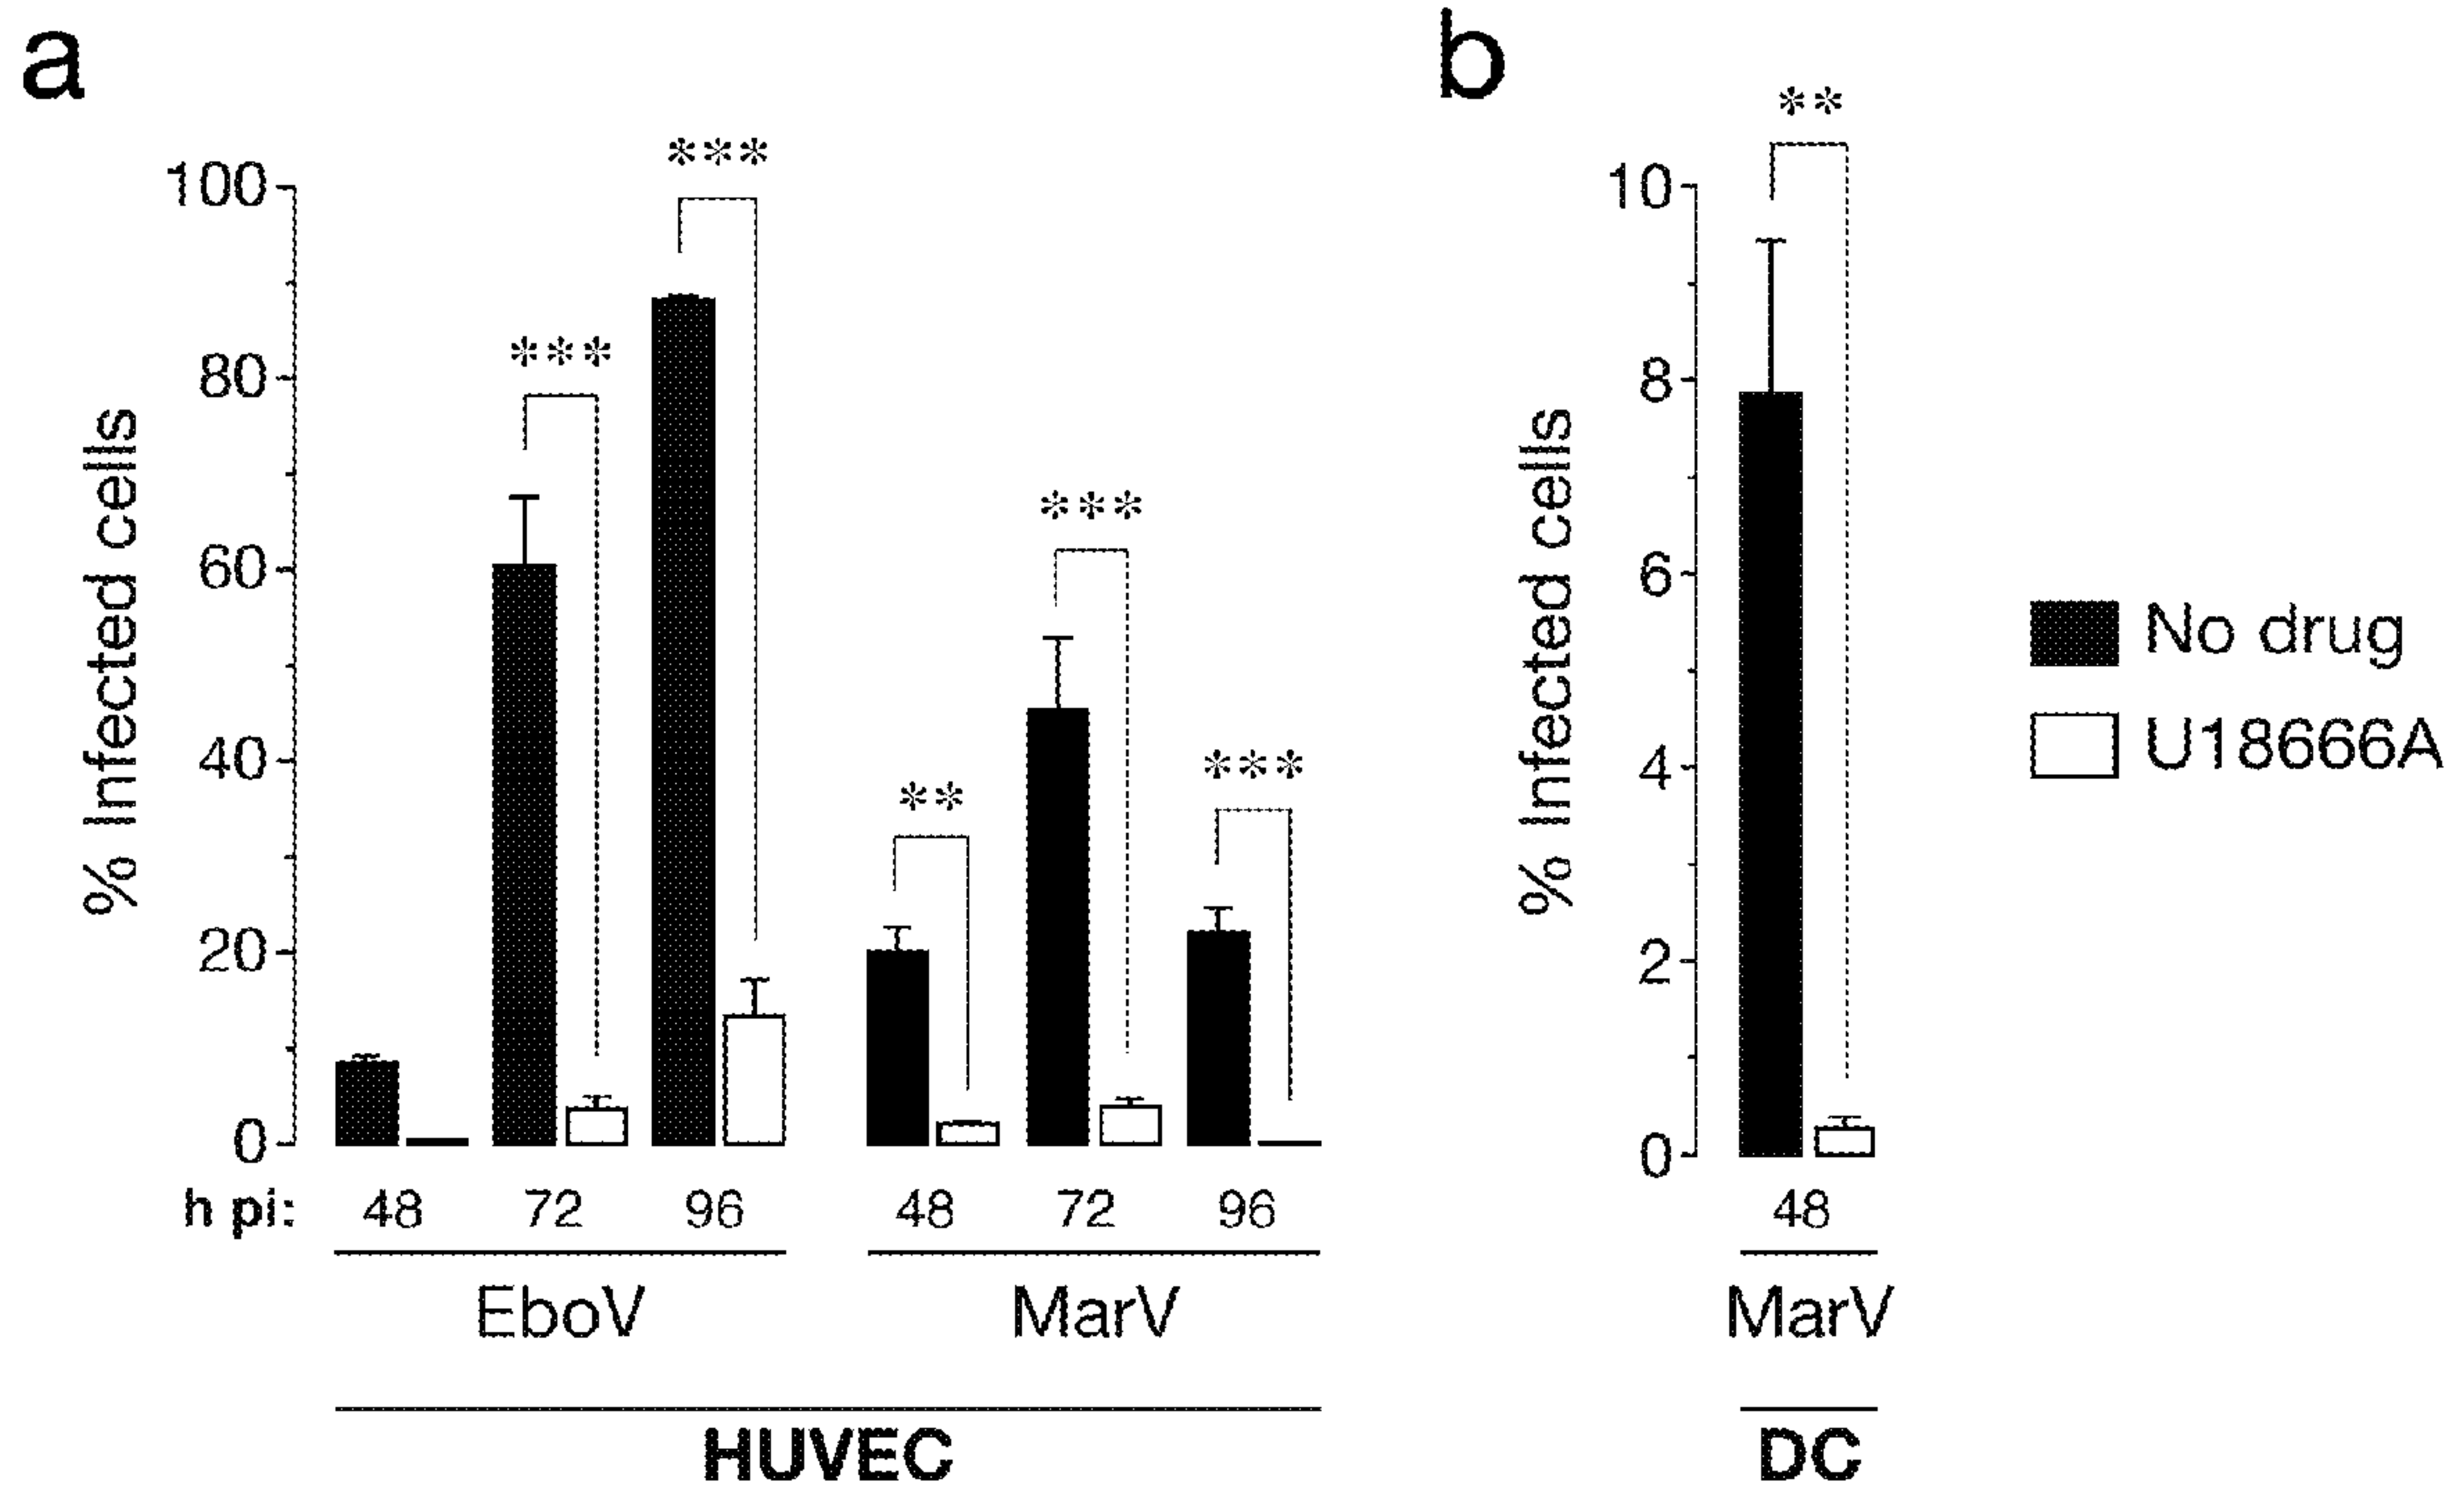 a
% Infected cells
100
80
60
40
20
0
***
***
**
***
***
h pi: 48 72 96 48 72 96
EboV MarV
HUVEC
b
% Infected cells
10
8
6
4
2
0
**
48
MarV
DC
No drug
U18666A